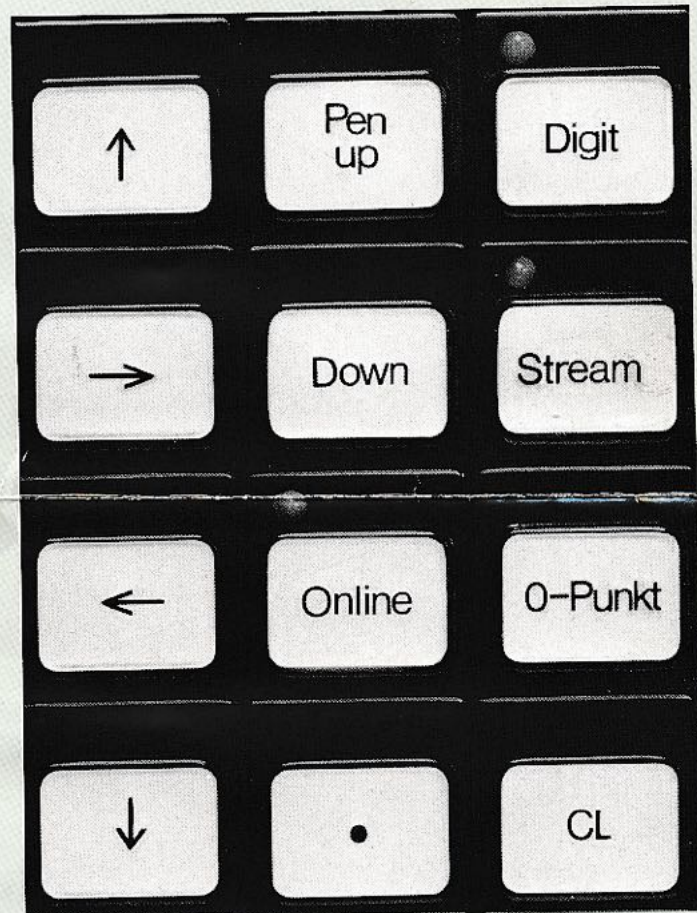 ↑
Pen
up
Digit
→
Down
Stream
←
Online
0-Punkt
↓
•
CL